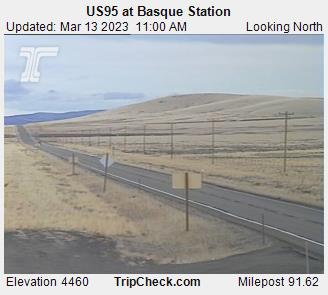 US95 at Basque Station
Updated: Mar 13 2023 11:00 AM Looking North
Elevation 4460 TripCheck.com Milepost 91.62